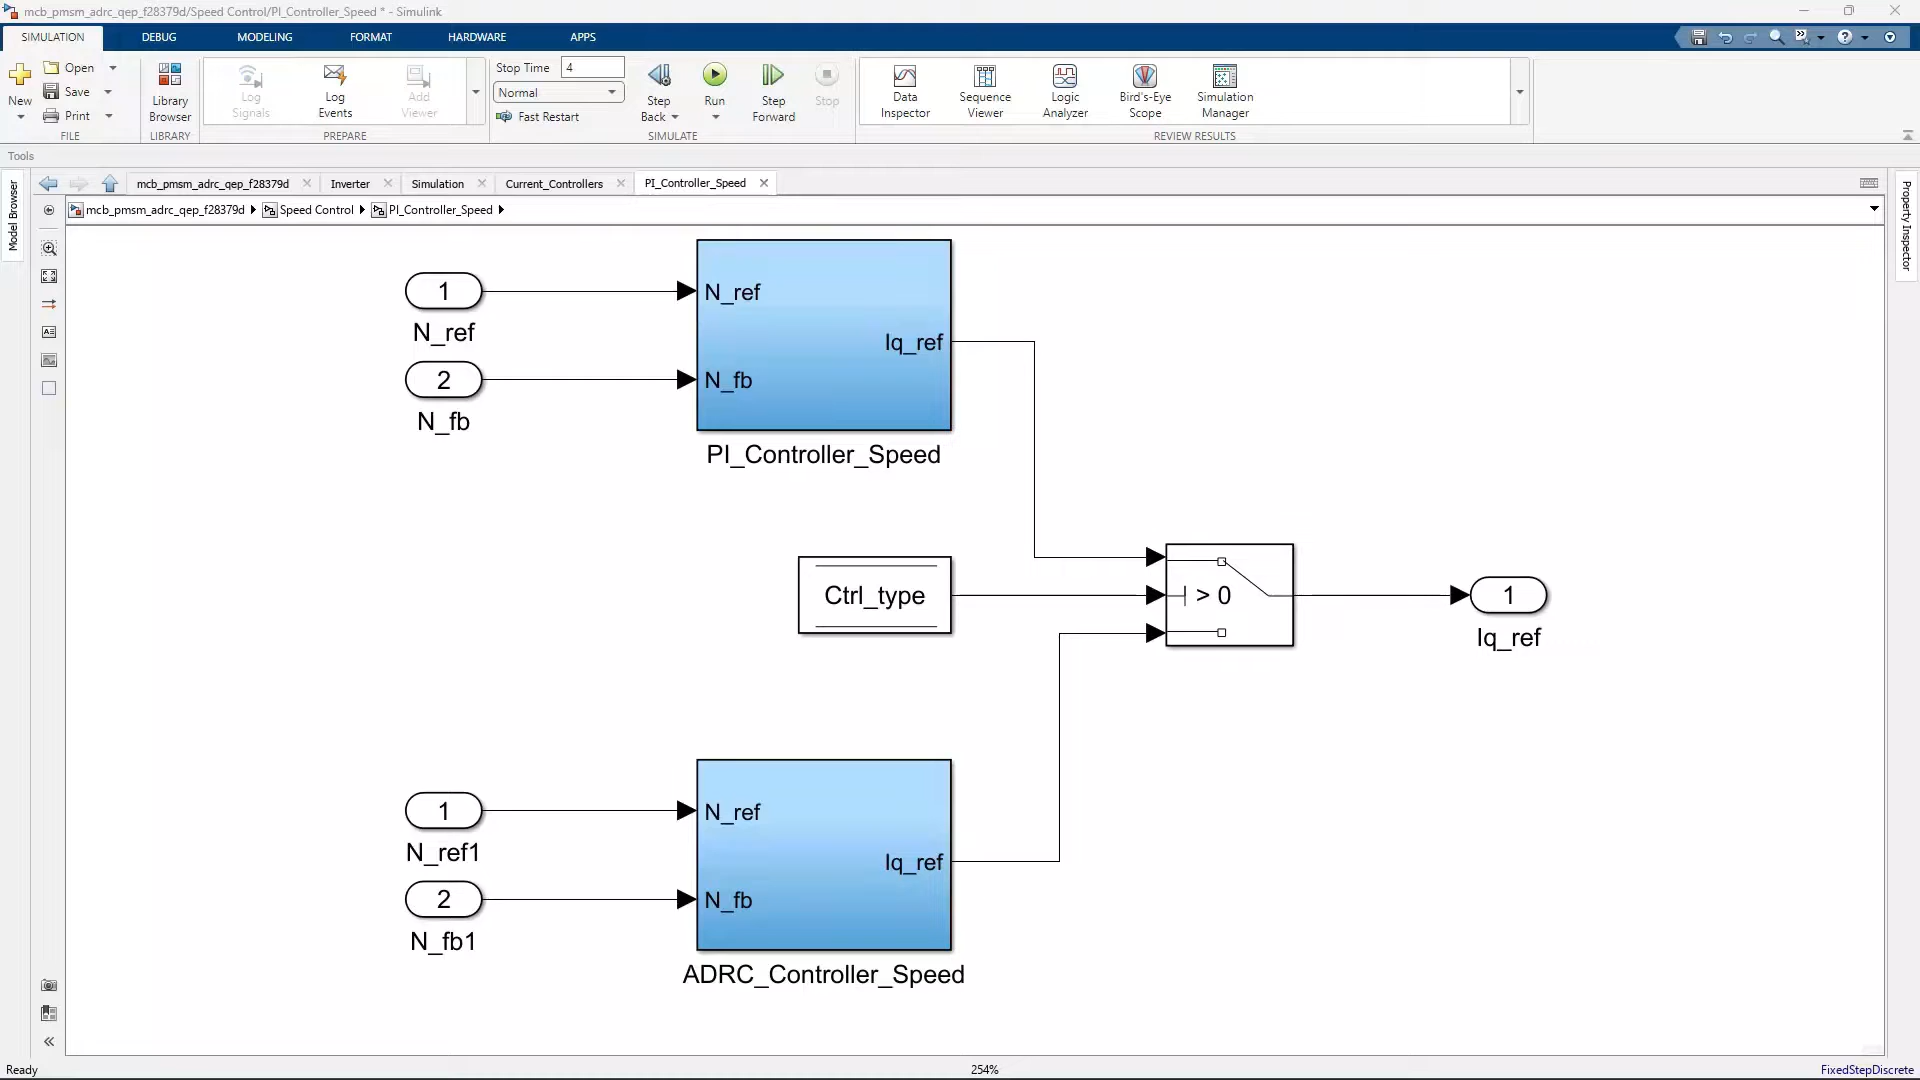 mcb_pmsm_adrc_qep_f28379d/Speed Control/PI_Controller_Speed * - Simulink
SIMULATION DEBUG MODELING FORMAT HARDWARE APPS
New
Open
Save
Print
FILE
Library Browser
LIBRARY
Log Signals
Log Events
Add Viewer
PREPARE
Stop Time 4
Normal
Fast Restart
Step Back
Run
Step Forward
Stop
SIMULATE
Data Inspector
Sequence Viewer
Logic Analyzer
Bird's-Eye Scope
Simulation Manager
REVIEW RESULTS
Tools
Model Browser
Property Inspector
mcb_pmsm_adrc_qep_f28379d Inverter Simulation Current_Controllers PI_Controller_Speed
mcb_pmsm_adrc_qep_f28379d Speed Control PI_Controller_Speed
1
N_ref
2
N_fb
N_ref
Iq_ref
N_fb
PI_Controller_Speed
Ctrl_type
> 0
1
Iq_ref
1
N_ref1
2
N_fb1
N_ref
Iq_ref
N_fb
ADRC_Controller_Speed
Ready 254% FixedStepDiscrete